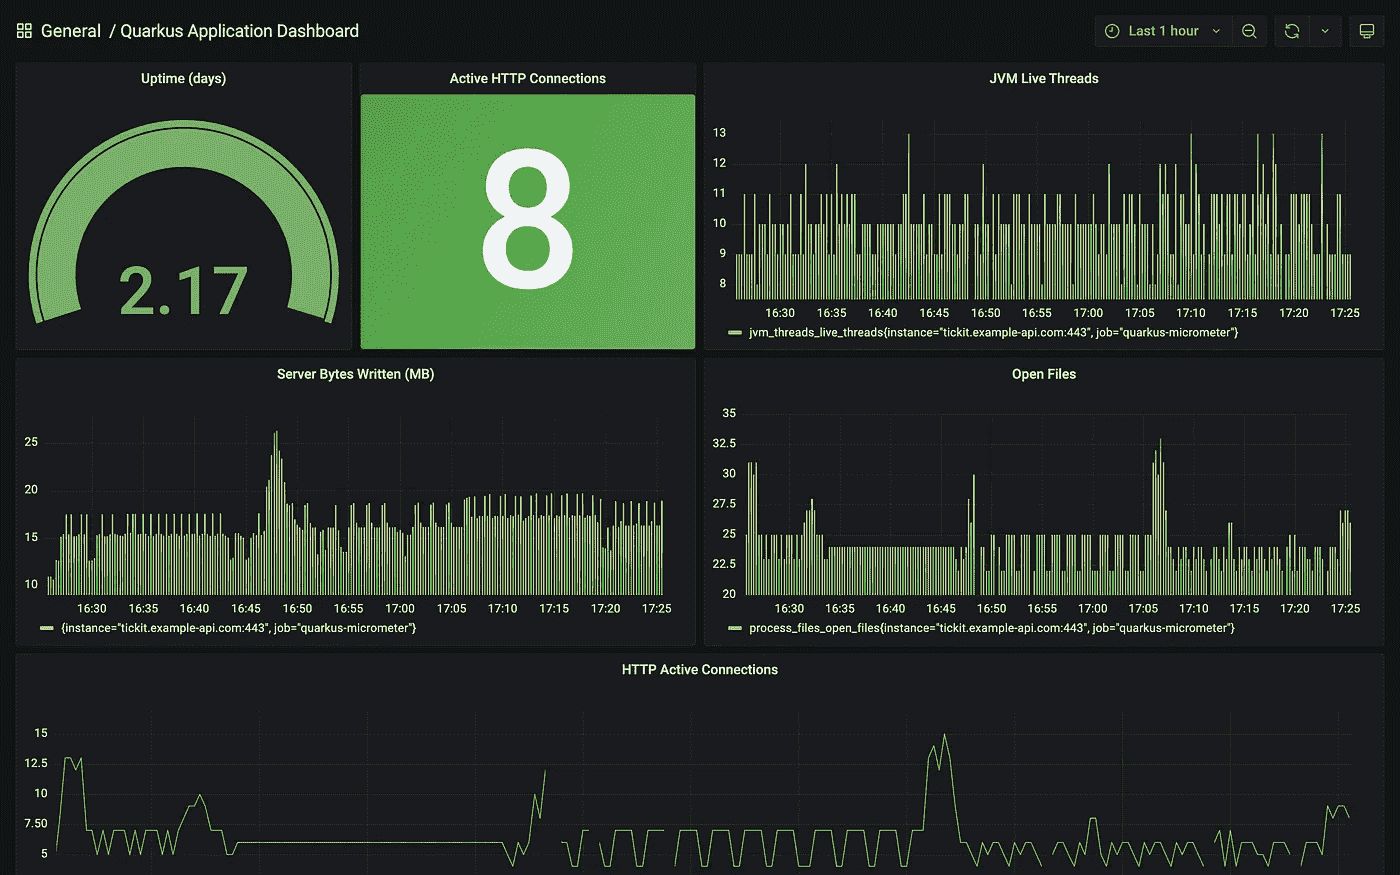 General / Quarkus Application Dashboard
Last 1 hour
Uptime (days)
2.17
Active HTTP Connections
8
JVM Live Threads
13
12
11
10
9
8
16:30 16:35 16:40 16:45 16:50 16:55 17:00 17:05 17:10 17:15 17:20 17:25
jvm_threads_live_threads{instance="tickit.example-api.com:443", job="quarkus-micrometer"}
Server Bytes Written (MB)
25
20
15
10
16:30 16:35 16:40 16:45 16:50 16:55 17:00 17:05 17:10 17:15 17:20 17:25
{instance="tickit.example-api.com:443", job="quarkus-micrometer"}
Open Files
35
32.5
30
27.5
25
22.5
20
16:30 16:35 16:40 16:45 16:50 16:55 17:00 17:05 17:10 17:15 17:20 17:25
process_files_open_files{instance="tickit.example-api.com:443", job="quarkus-micrometer"}
HTTP Active Connections
15
12.5
10
7.50
5